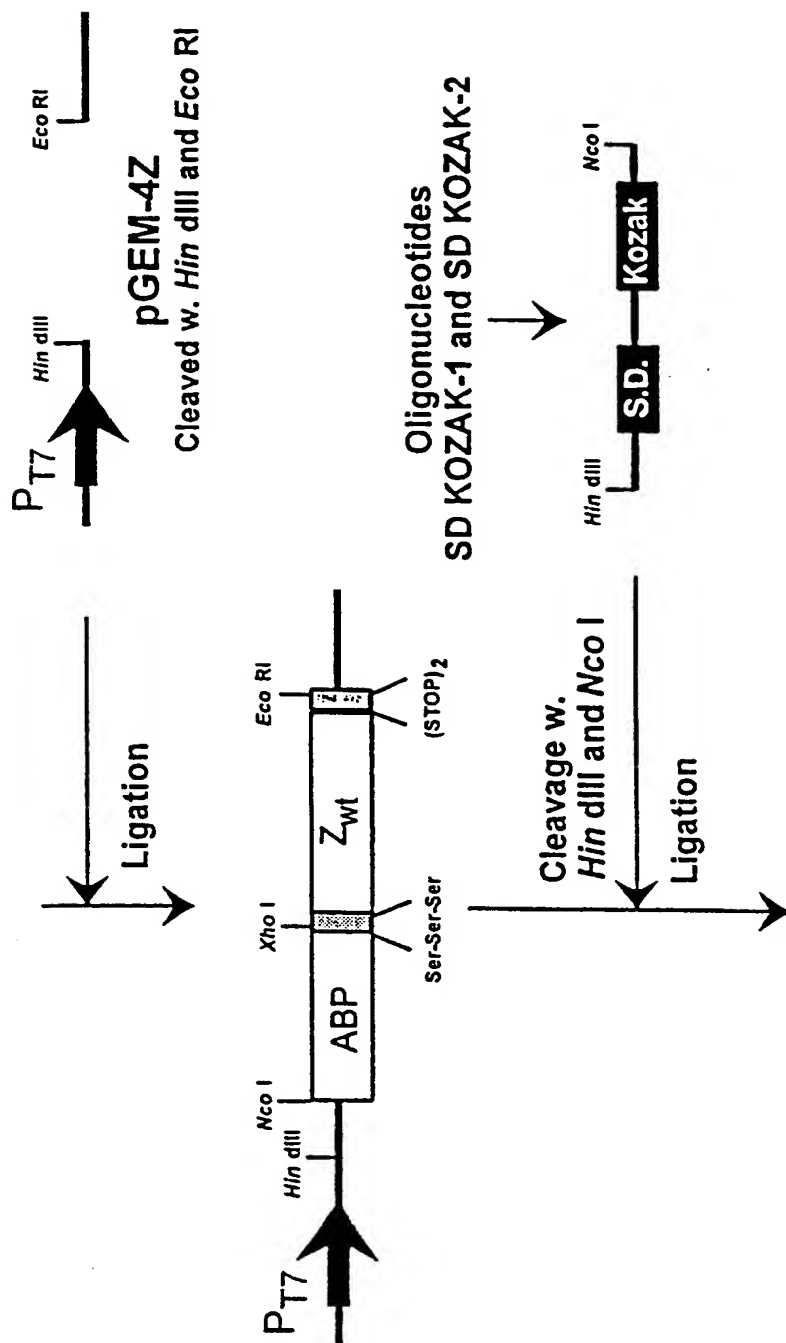 P T7
Hin dIII
Eco RI
pGEM-4Z
Cleaved w. Hin dIII and Eco RI
Ligation
P T7
Hin dIII
Nco I
Xho I
Eco RI
ABP
Zwt
Ser-Ser-Ser
(STOP)2
Oligonucleotides
SD KOZAK-1 and SD KOZAK-2
Cleavage w.
Hin dIII and Nco I
Ligation
Hin dIII
Nco I
S.D.
Kozak